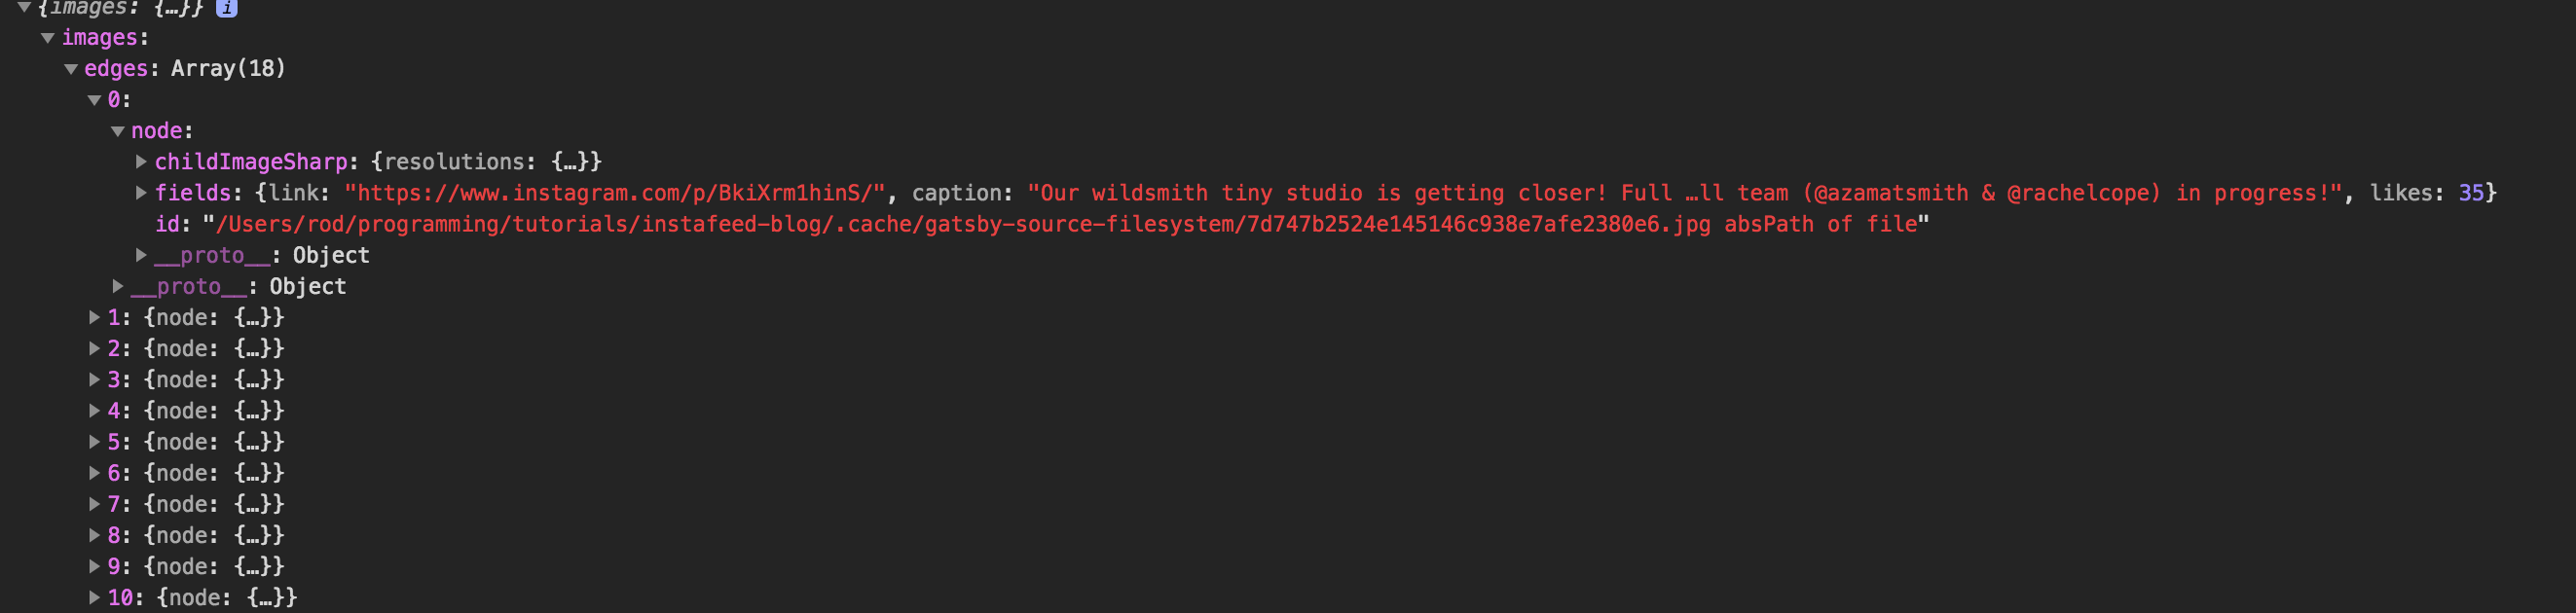 {images: {…}} i
images:
edges: Array(18)
0:
node:
childImageSharp: {resolutions: {…}}
fields: {link: "https://www.instagram.com/p/BkiXrm1hinS/", caption: "Our wildsmith tiny studio is getting closer! Full …ll team (@azamatsmith & @rachelcope) in progress!", likes: 35}
id: "/Users/rod/programming/tutorials/instafeed-blog/.cache/gatsby-source-filesystem/7d747b2524e145146c938e7afe2380e6.jpg absPath of file"
__proto__: Object
__proto__: Object
1: {node: {…}}
2: {node: {…}}
3: {node: {…}}
4: {node: {…}}
5: {node: {…}}
6: {node: {…}}
7: {node: {…}}
8: {node: {…}}
9: {node: {…}}
10: {node: {…}}